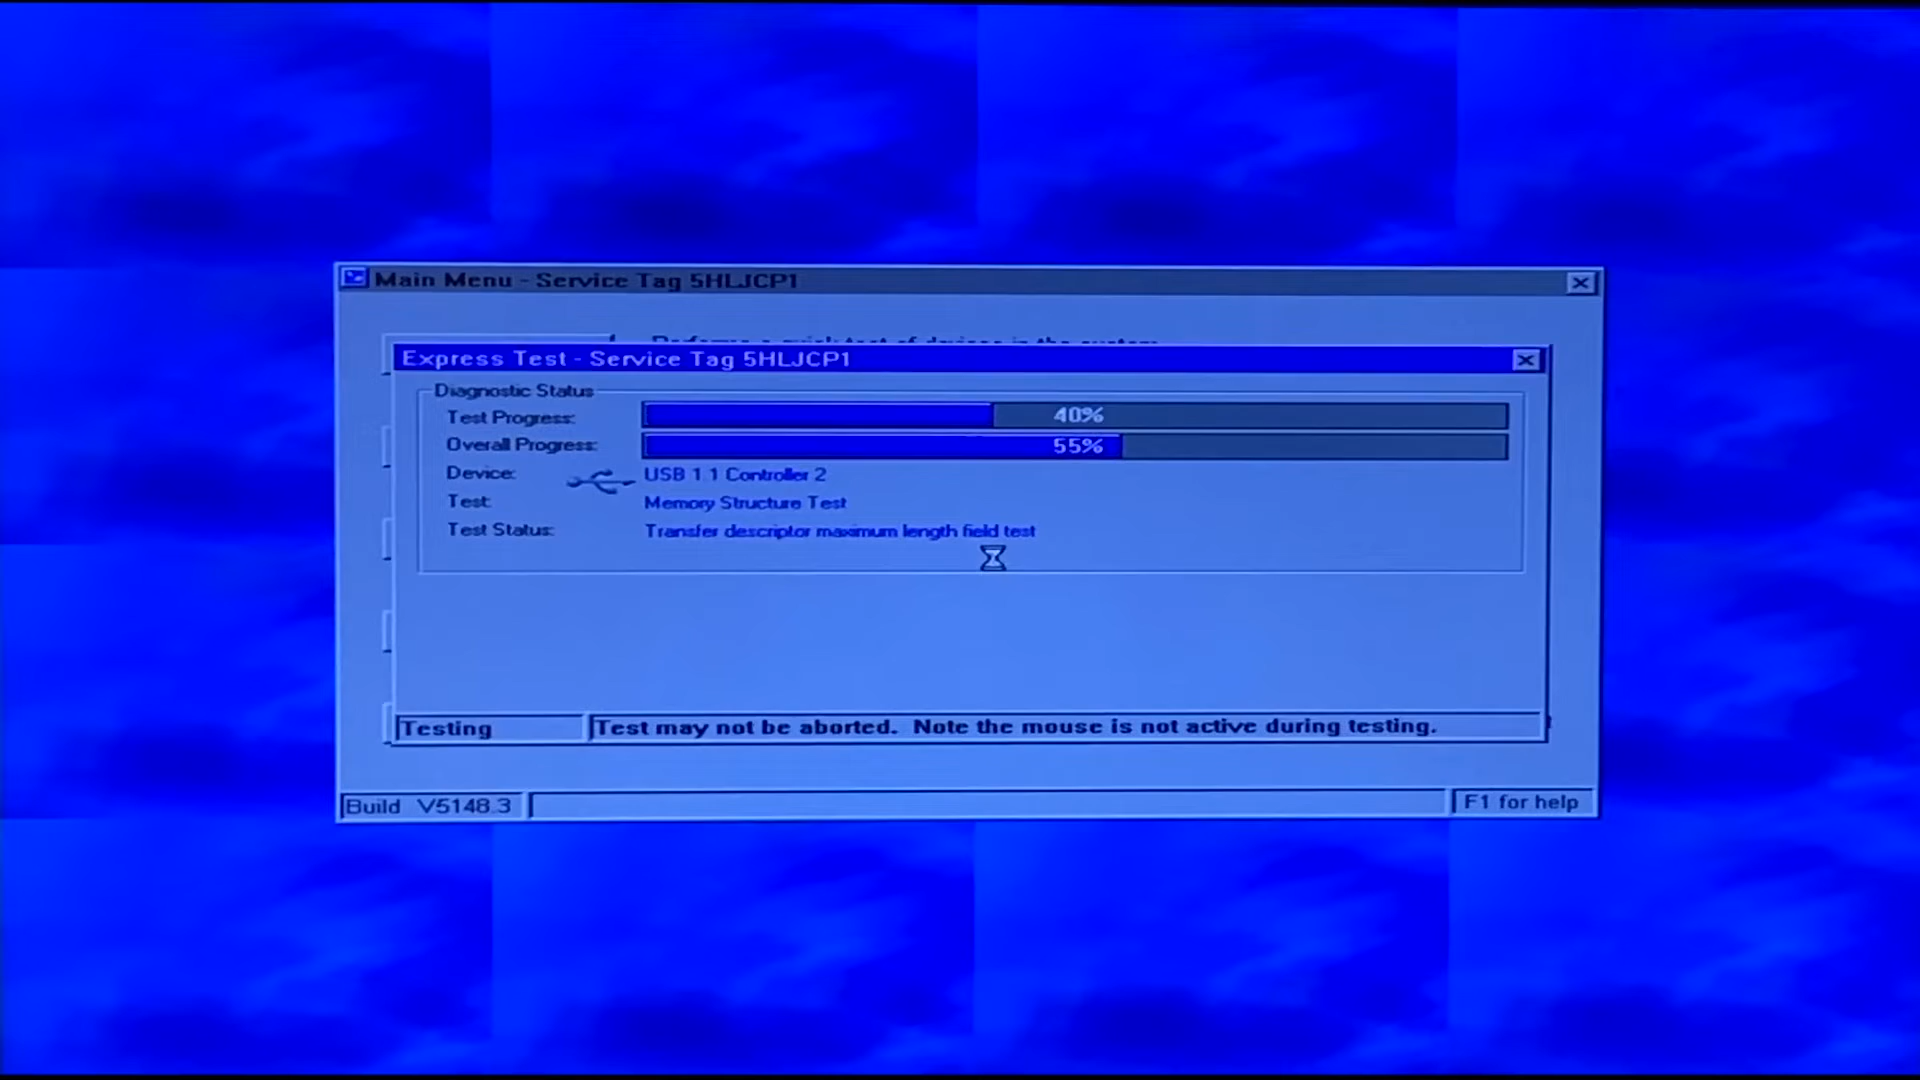 Main Menu - Service Tag 5HLJCP1
Express Test - Service Tag 5HLJCP1
Diagnostic Status
Test Progress: 40%
Overall Progress: 55%
Device: USB 1.1 Controller 2
Test: Memory Structure Test
Test Status: Transfer descriptor maximum length field test
Testing Test may not be aborted. Note the mouse is not active during testing.
Build V5148.3 F1 for help